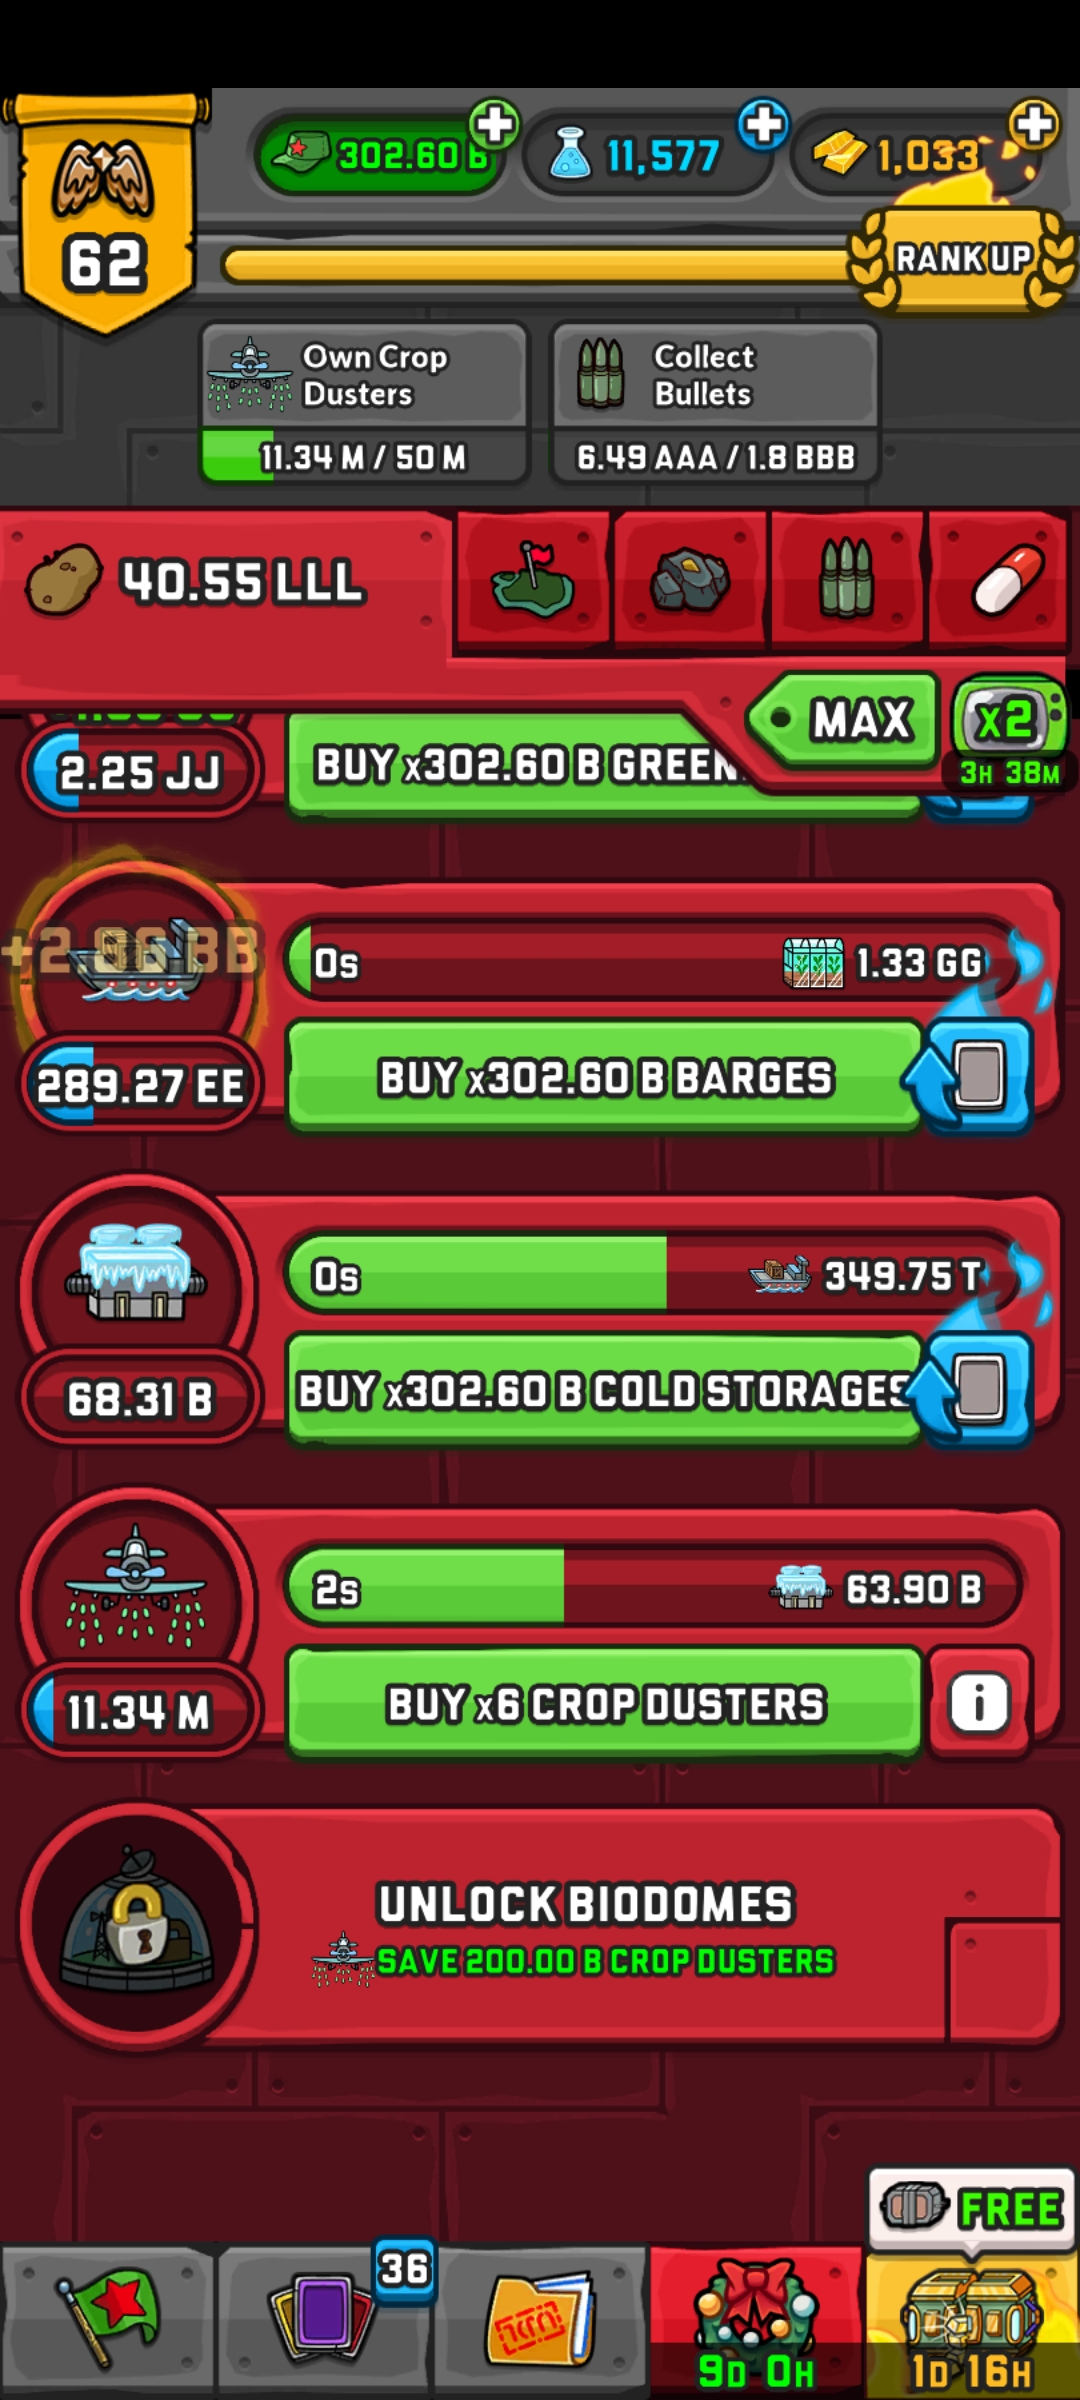 302.60 B
11,577
1,033
62
RANK UP
Own Crop
Dusters
Collect
Bullets
11.34 M / 50 M
6.49 AAA / 1.8 BBB
40.55 LLL
MAX
x2
3H 38M
2.25 JJ
BUY x302.60 B GREEN
0s
1.33 GG
289.27 EE
BUY x302.60 B BARGES
0s
349.75 T
68.31 B
BUY x302.60 B COLD STORAGES
2s
63.90 B
11.34 M
BUY x6 CROP DUSTERS
i
UNLOCK BIODOMES
SAVE 200.00 B CROP DUSTERS
FREE
36
9D 0H
1D 16H